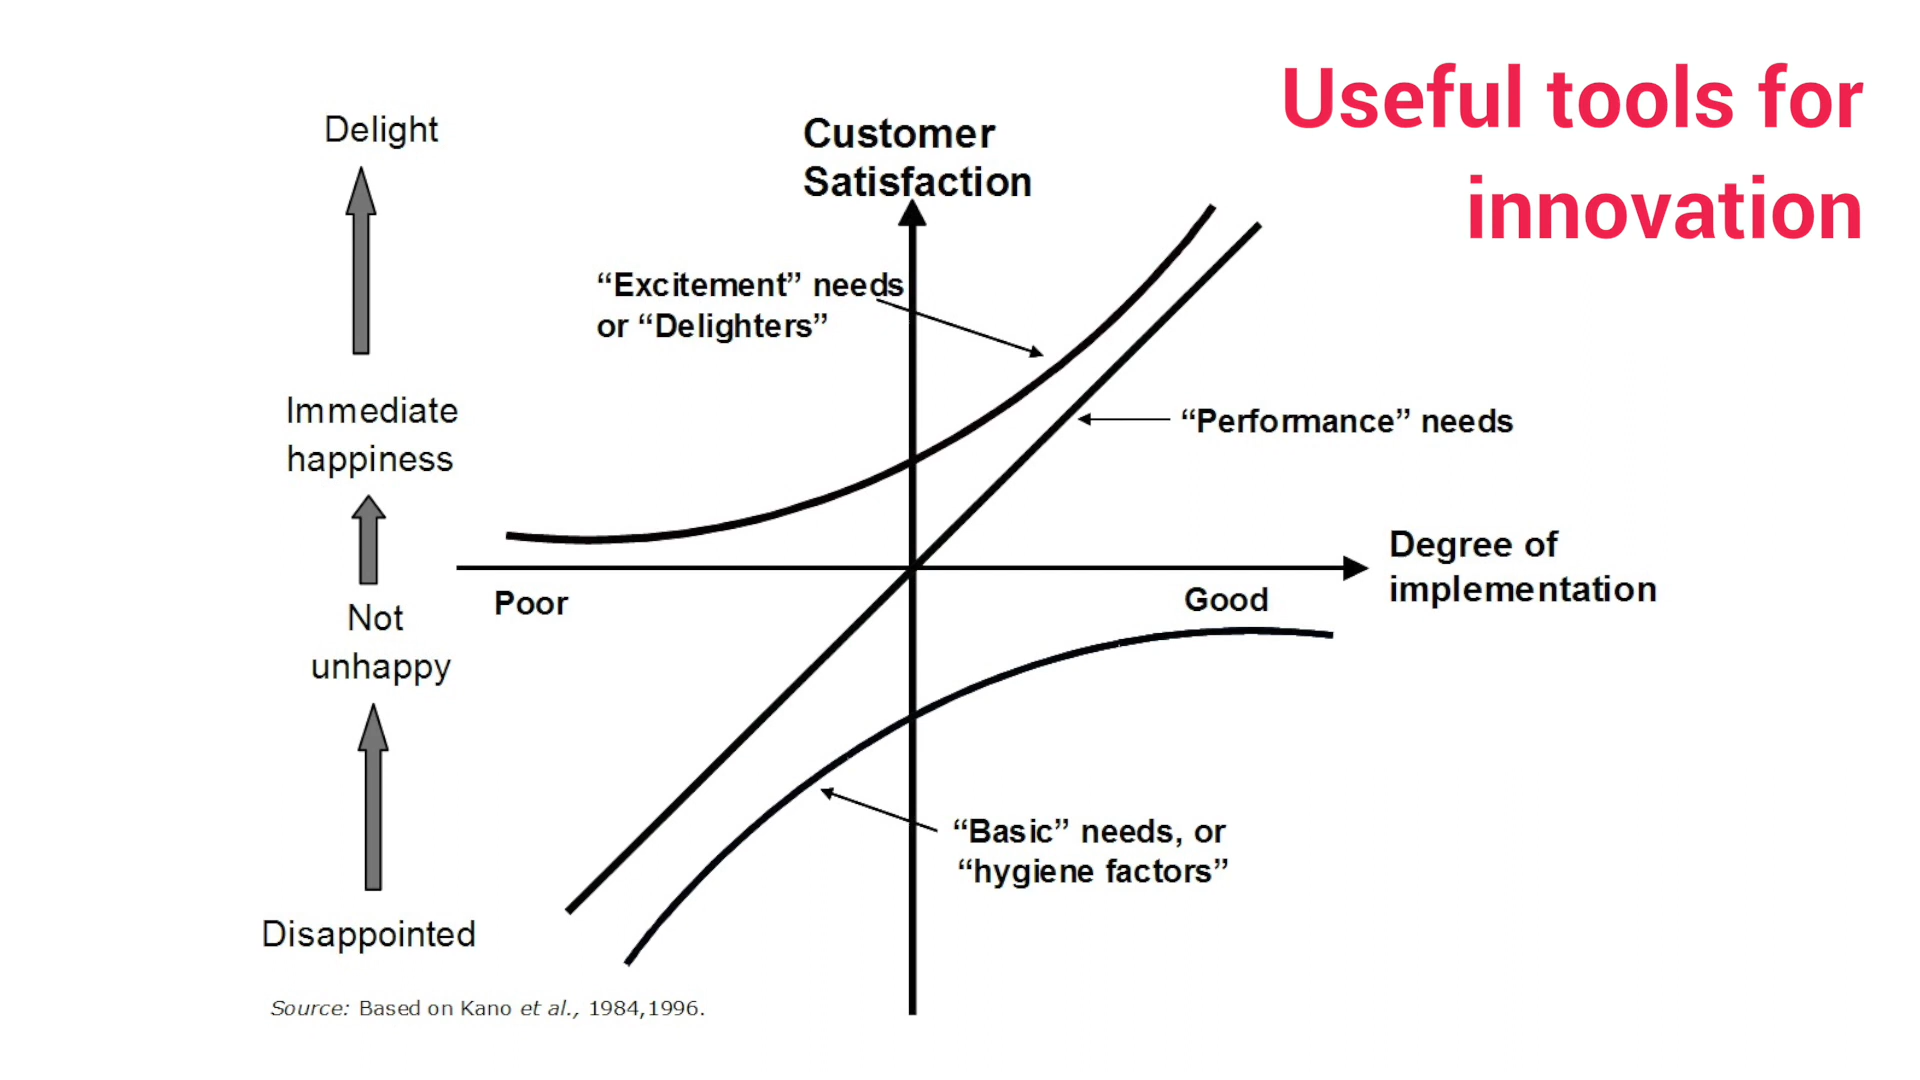 Useful tools for
innovation
Delight
Customer
Satisfaction
“Excitement” needs
or “Delighters”
Immediate
happiness
“Performance” needs
Degree of
implementation
Poor
Good
Not
unhappy
“Basic” needs, or
“hygiene factors”
Disappointed
Source: Based on Kano et al., 1984,1996.